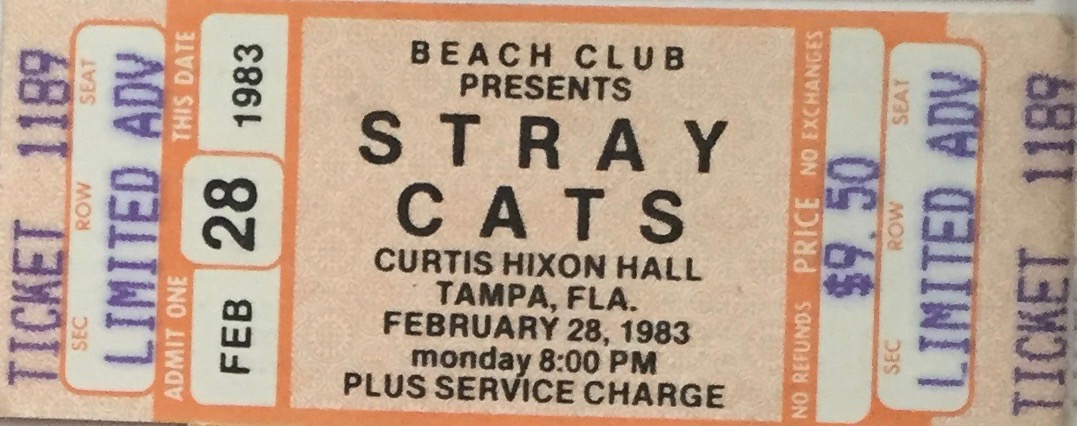 TICKET 1189
SEC ROW SEAT
LIMITED ADV
ADMIT ONE THIS DATE
FEB 28 1983
BEACH CLUB
PRESENTS
STRAY
CATS
CURTIS HIXON HALL
TAMPA, FLA.
FEBRUARY 28, 1983
monday 8:00 PM
PLUS SERVICE CHARGE
NO REFUNDS PRICE NO EXCHANGES
$9.50
SEC ROW SEAT
LIMITED ADV
TICKET 1189